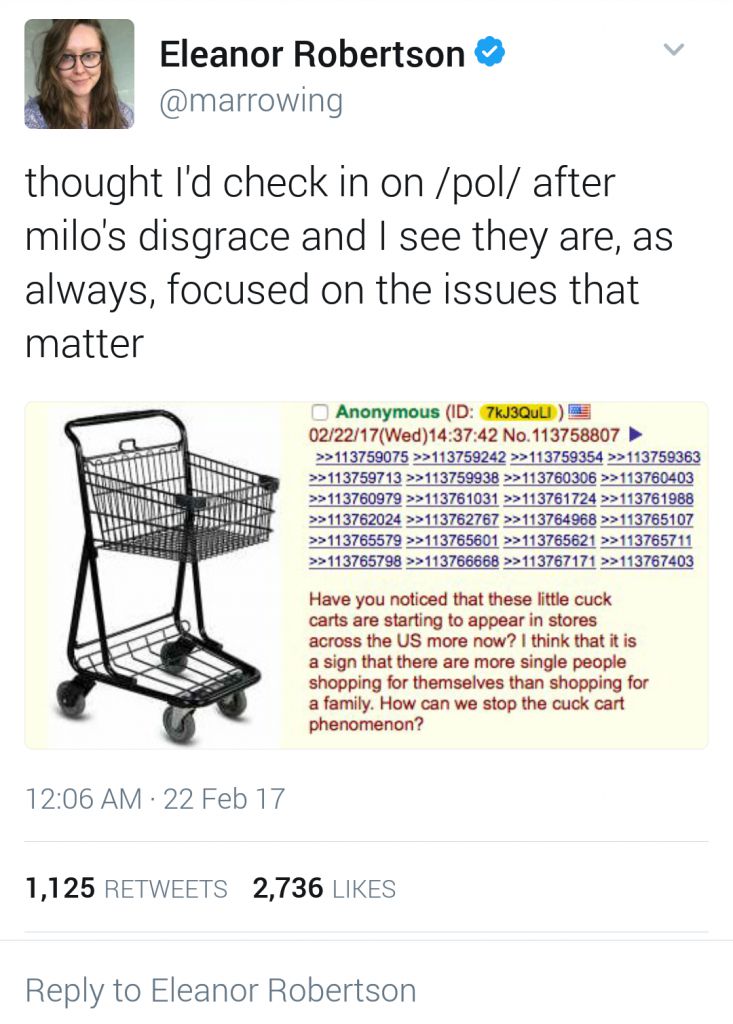 Eleanor Robertson
@marrowing
thought I'd check in on /pol/ after
milo's disgrace and I see they are, as
always, focused on the issues that
matter
Anonymous (ID: 7kJ3QuLI )
02/22/17(Wed)14:37:42 No.113758807
>>113759075 >>113759242 >>113759354 >>113759363
>>113759713 >>113759938 >>113760306 >>113760403
>>113760979 >>113761031 >>113761724 >>113761988
>>113762024 >>113762767 >>113764968 >>113765107
>>113765579 >>113765601 >>113765621 >>113765711
>>113765798 >>113766668 >>113767171 >>113767403
Have you noticed that these little cuck
carts are starting to appear in stores
across the US more now? I think that it is
a sign that there are more single people
shopping for themselves than shopping for
a family. How can we stop the cuck cart
phenomenon?
12:06 AM · 22 Feb 17
1,125 RETWEETS 2,736 LIKES
Reply to Eleanor Robertson